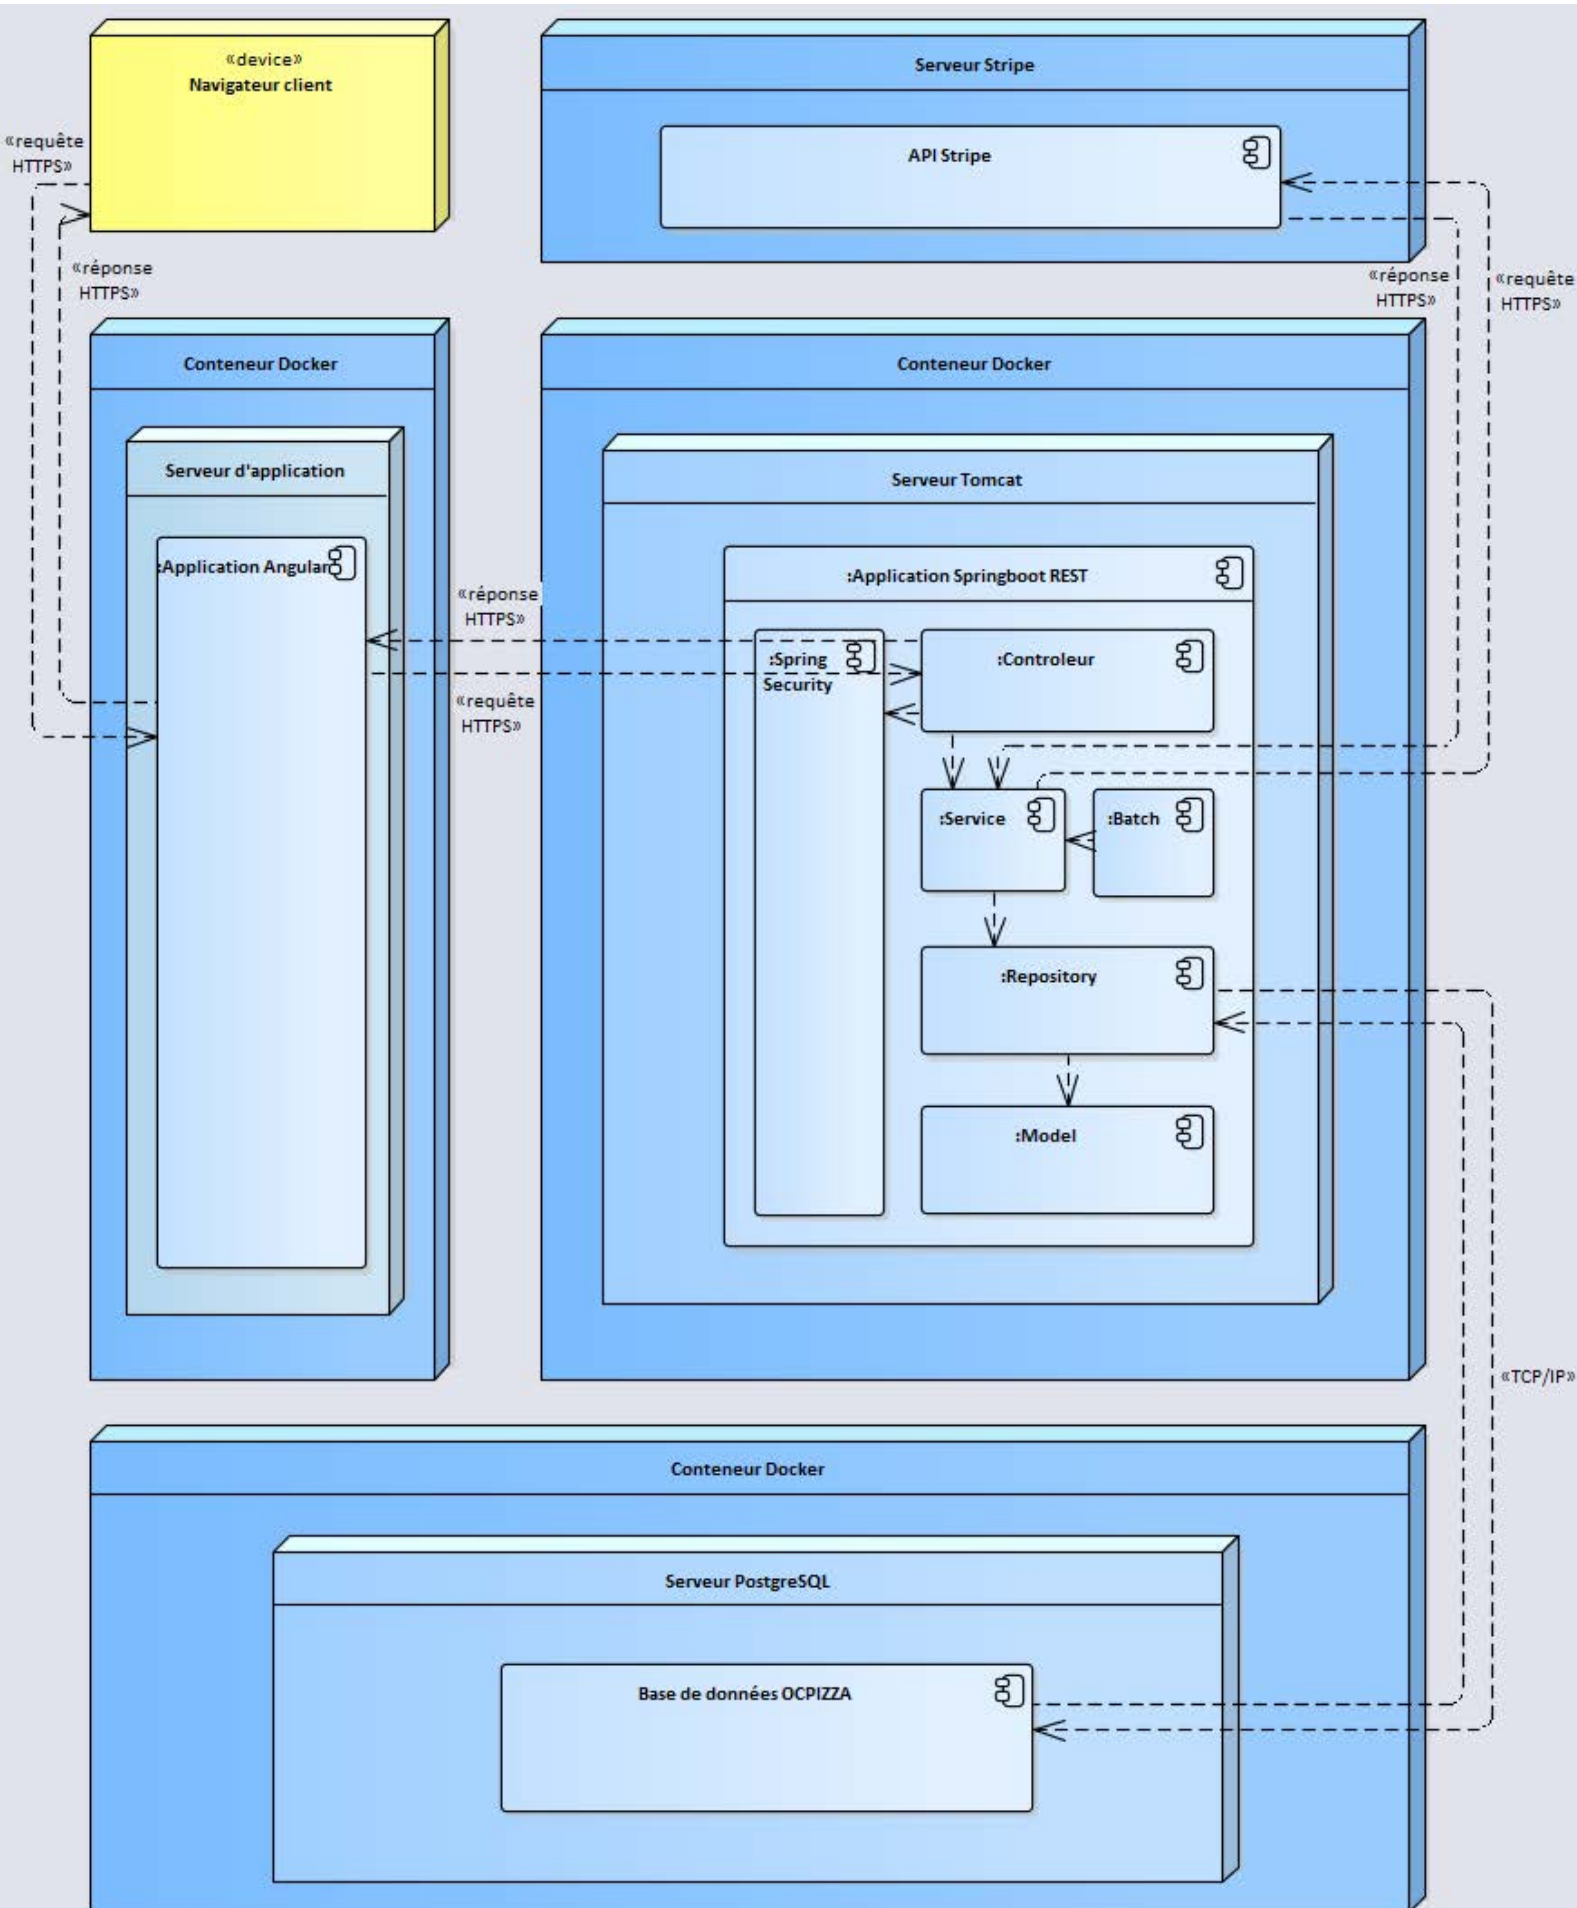 «device»
Navigateur client
Serveur Stripe
API Stripe
«requête
HTTPS»
«réponse
HTTPS»
«réponse
HTTPS»
«requête
HTTPS»
Conteneur Docker
Serveur d'application
:Application Angular
Conteneur Docker
Serveur Tomcat
:Application Springboot REST
«réponse
HTTPS»
«requête
HTTPS»
:Spring
Security
:Controleur
:Service
:Batch
:Repository
:Model
«TCP/IP»
Conteneur Docker
Serveur PostgreSQL
Base de données OCPIZZA